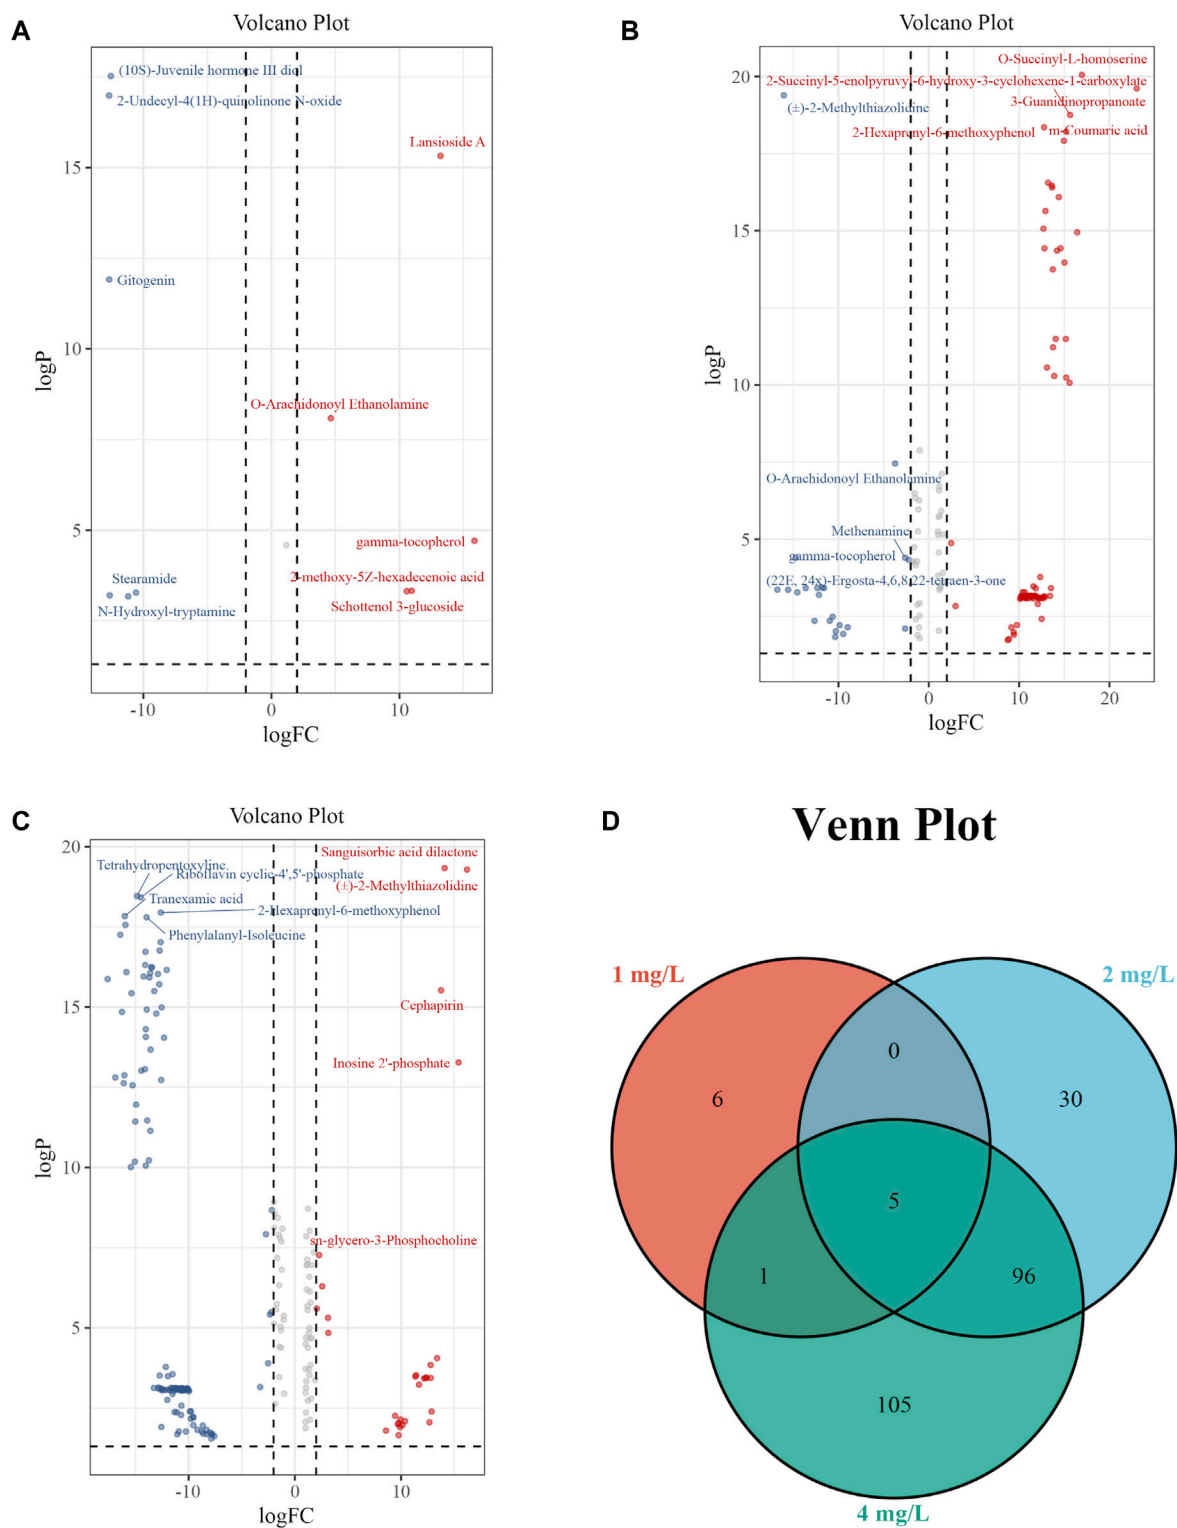 A
Volcano Plot
(10S)-Juvenile hormone III diol
2-Undecyl-4(1H)-quinolinone N-oxide
Lansioside A
15
Gitogenin
10
logP
O-Arachidonoyl Ethanolamine
5
gamma-tocopherol
Stearamide
2-methoxy-5Z-hexadecenoic acid
N-Hydroxyl-tryptamine
Schottenol 3-glucoside
-10
0
10
logFC
B
Volcano Plot
O-Succinyl-L-homoserine
20
2-Succinyl-5-enolpyruvyl-6-hydroxy-3-cyclohexene-1-carboxylate
(±)-2-Methylthiazolidine
3-Guanidinopropanoate
2-Hexaprenyl-6-methoxyphenol
m-Coumaric acid
15
10
logP
O-Arachidonoyl Ethanolamine
5
Methenamine
gamma-tocopherol
(22E, 24x)-Ergosta-4,6,8,22-tetraen-3-one
-10
0
10
20
logFC
C
Volcano Plot
20
Sanguisorbic acid dilactone
Tetrahydropentoxyline
Riboflavin cyclic-4',5'-phosphate
(±)-2-Methylthiazolidine
Tranexamic acid
2-Hexaprenyl-6-methoxyphenol
Phenylalanyl-Isoleucine
15
Cephapirin
Inosine 2'-phosphate
10
logP
sn-glycero-3-Phosphocholine
5
-10
0
10
logFC
D
Venn Plot
1 mg/L
2 mg/L
0
6
30
5
1
96
105
4 mg/L